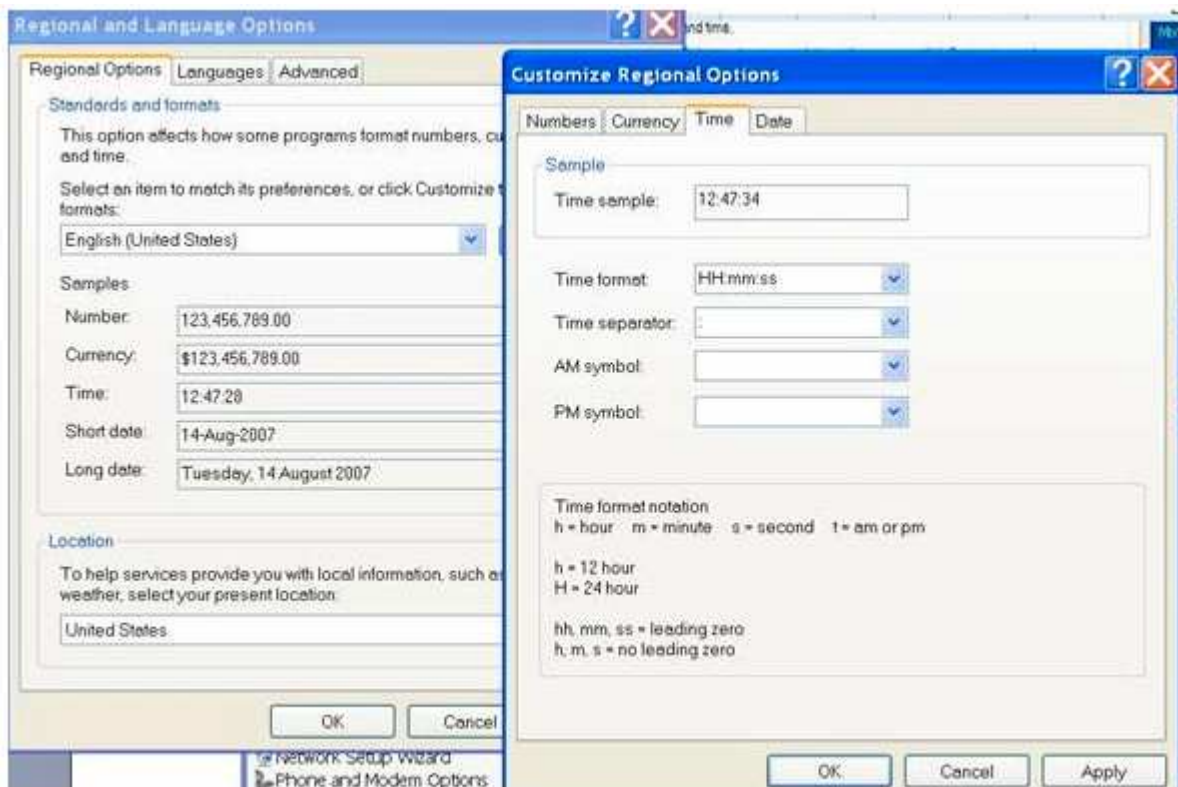 Regional and Language Options
Regional Options Languages Advanced
Standards and formats
This option affects how some programs format numbers,
and time.
Select an item to match its preferences, or click Customize
formats:
English (United States)
Samples
Number: 123,456,789.00
Currency: $123,456,789.00
Time: 12:47:28
Short date: 14-Aug-2007
Long date: Tuesday, 14 August 2007
Location
To help services provide you with local information, such as
weather, select your present location:
United States
OK Cancel
Network Setup Wizard
Phone and Modem Options
and time.
Customize Regional Options
Numbers Currency Time Date
Sample
Time sample: 12:47:34
Time format: HH:mm:ss
Time separator: :
AM symbol:
PM symbol:
Time format notation
h = hour m = minute s = second t = am or pm
h = 12 hour
H = 24 hour
hh, mm, ss = leading zero
h, m, s = no leading zero
OK Cancel Apply